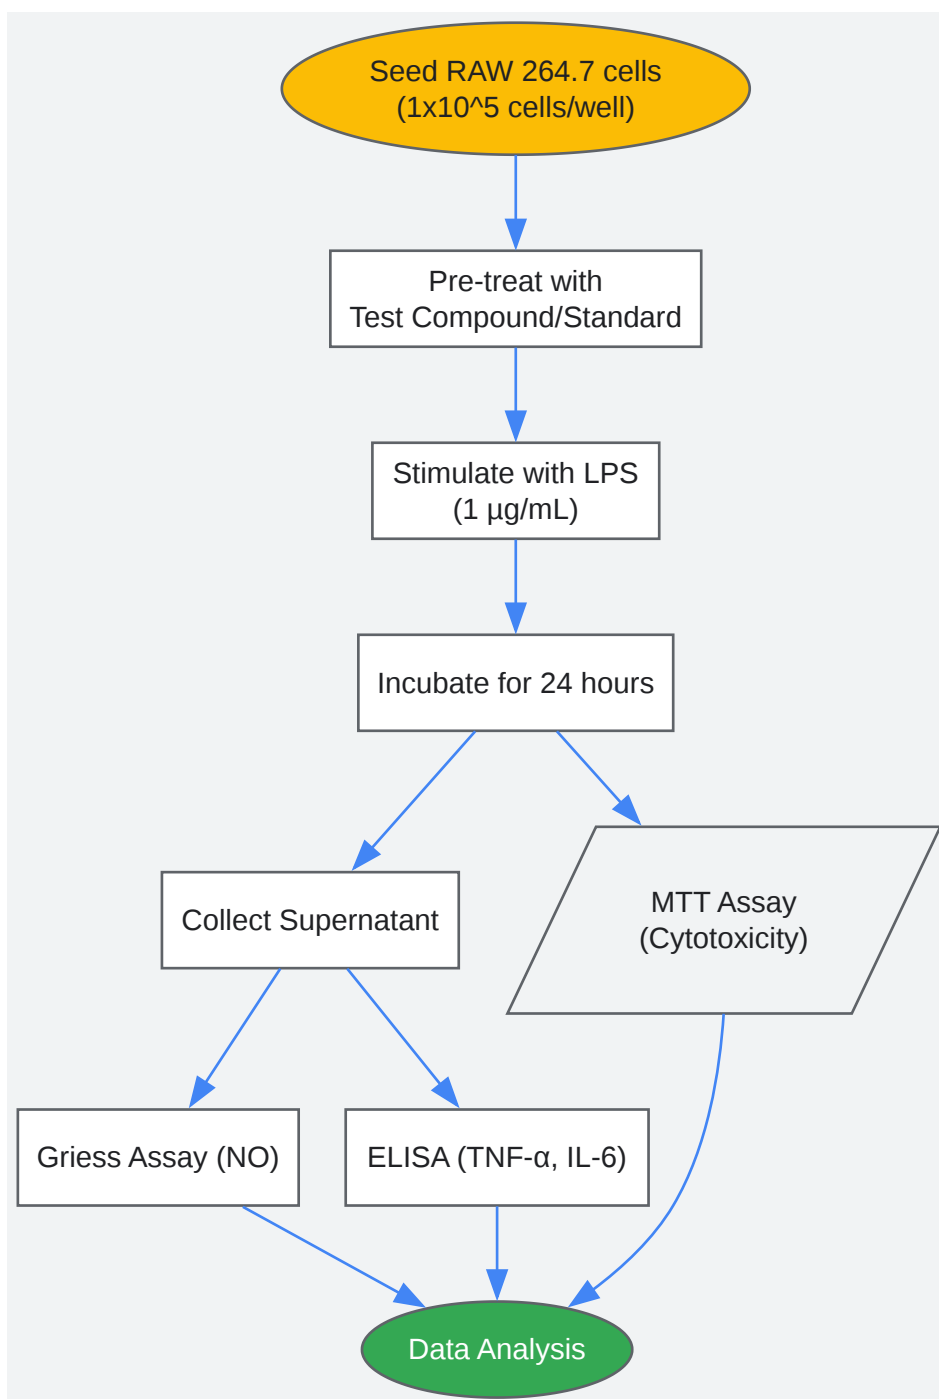 Seed RAW 264.7 cells
(1x10^5 cells/well)
Pre-treat with
Test Compound/Standard
Stimulate with LPS
(1 µg/mL)
Incubate for 24 hours
Collect Supernatant
MTT Assay
(Cytotoxicity)
Griess Assay (NO)
ELISA (TNF-α, IL-6)
Data Analysis